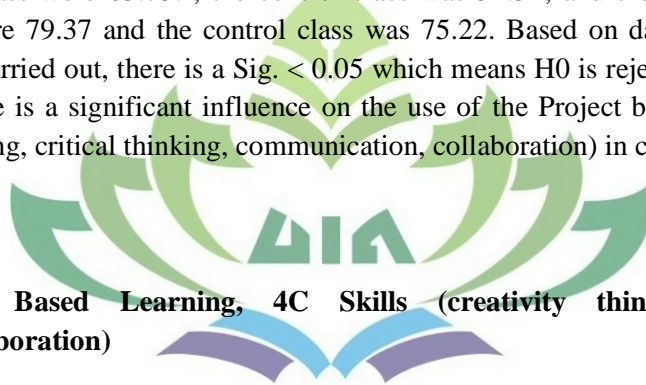 re 79.37 and the control class was 75.22. Based on da
rried out, there is a Sig. < 0.05 which means H0 is reje
e is a significant influence on the use of the Project b
ng, critical thinking, communication, collaboration) in c
UIN
Based Learning, 4C Skills (creativity thin
boration)